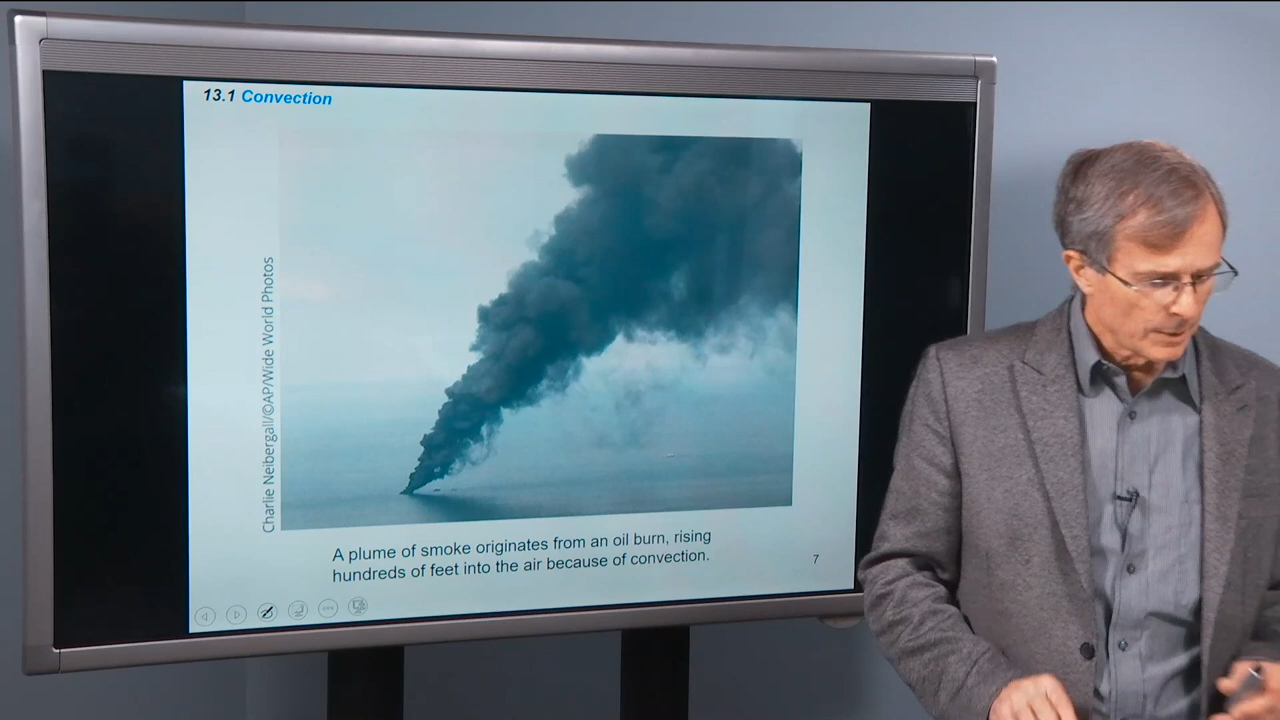 13.1 Convection
Charlie Neibergall/©AP/Wide World Photos
A plume of smoke originates from an oil burn, rising
hundreds of feet into the air because of convection.
7